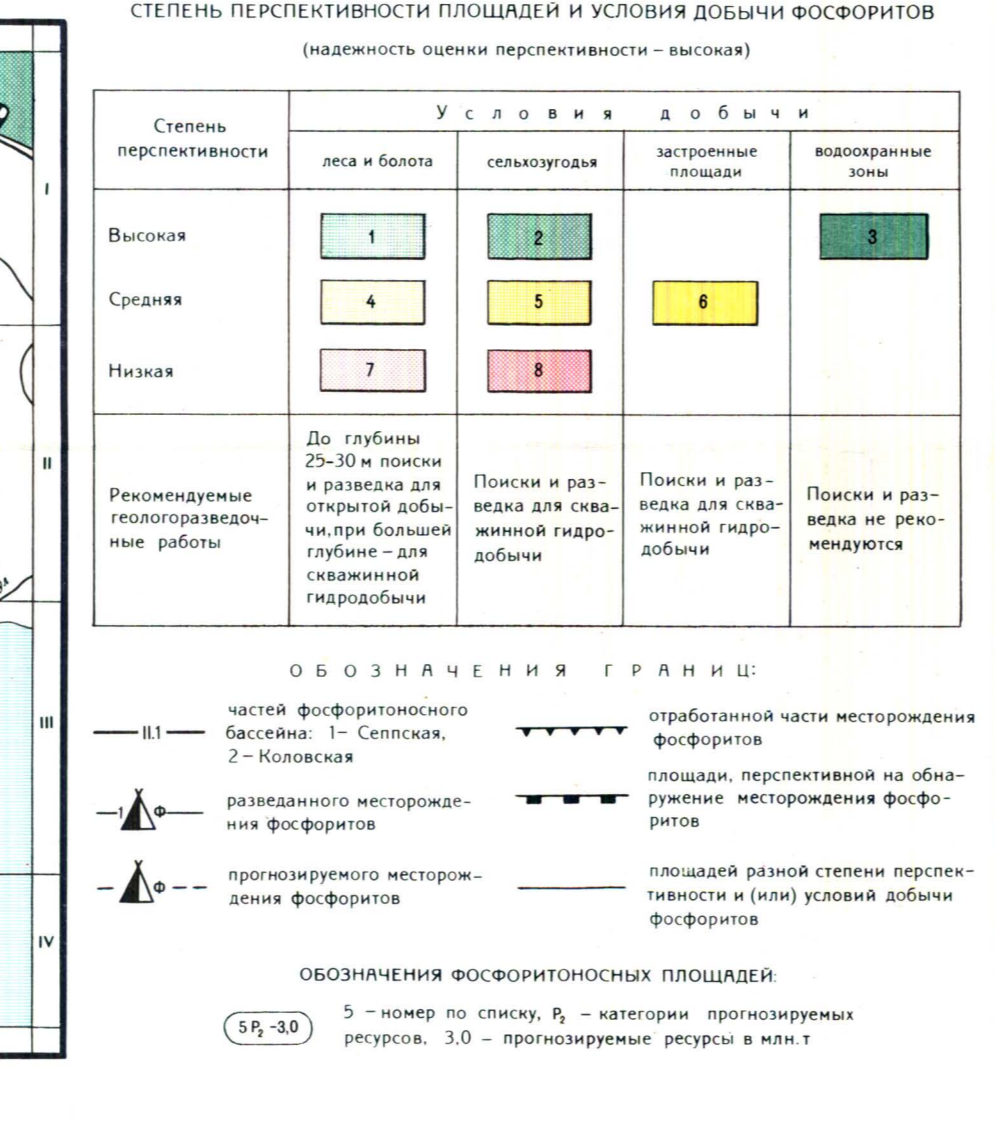 СТЕПЕНЬ ПЕРСПЕКТИВНОСТИ ПЛОЩАДЕЙ И УСЛОВИЯ ДОБЫЧИ ФОСФОРИТОВ
(надежность оценки перспективности – высокая)
Степень
перспективности
Условия добычи
леса и болота
сельхозугодья
застроенные
площади
водоохранные
зоны
Высокая
1
2
3
Средняя
4
5
6
Низкая
7
8
Рекомендуемые
геологоразведоч-
ные работы
До глубины
25-30 м поиски
и разведка для
открытой добы-
чи, при большей
глубине – для
скважинной
гидродобычи
Поиски и раз-
ведка для сква-
жинной гидро-
добычи
Поиски и раз-
ведка для сква-
жинной гидро-
добычи
Поиски и раз-
ведка не реко-
мендуются
I
II
III
IV
ОБОЗНАЧЕНИЯ ГРАНИЦ:
II.1
частей фосфоритоносного
бассейна: 1– Сеппская,
2 – Коловская
1 Ф
разведанного месторожде-
ния фосфоритов
Ф
прогнозируемого месторож-
дения фосфоритов
отработанной части месторождения
фосфоритов
площади, перспективной на обна-
ружение месторождения фосфо-
ритов
площадей разной степени перспек-
тивности и (или) условий добычи
фосфоритов
ОБОЗНАЧЕНИЯ ФОСФОРИТОНОСНЫХ ПЛОЩАДЕЙ:
5 P₂ -3,0
5 – номер по списку, P₂ – категории прогнозируемых
ресурсов, 3,0 – прогнозируемые ресурсы в млн.т